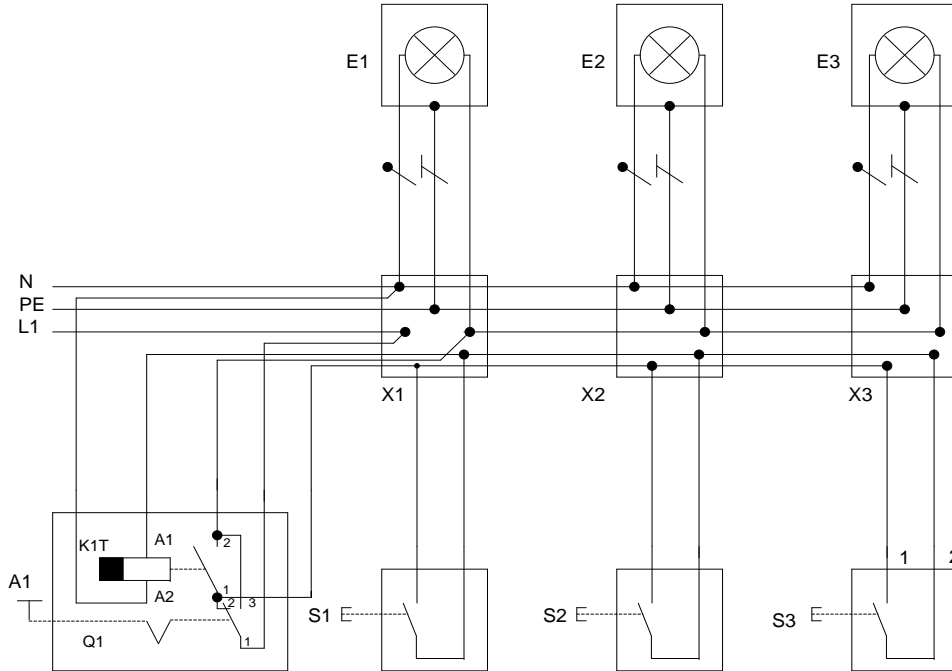 E1 E2 E3
N
PE
L1
X1 X2 X3
K1T A1 2
A1 A2 1 2 3
Q1 1
S1 S2 S3
1 2